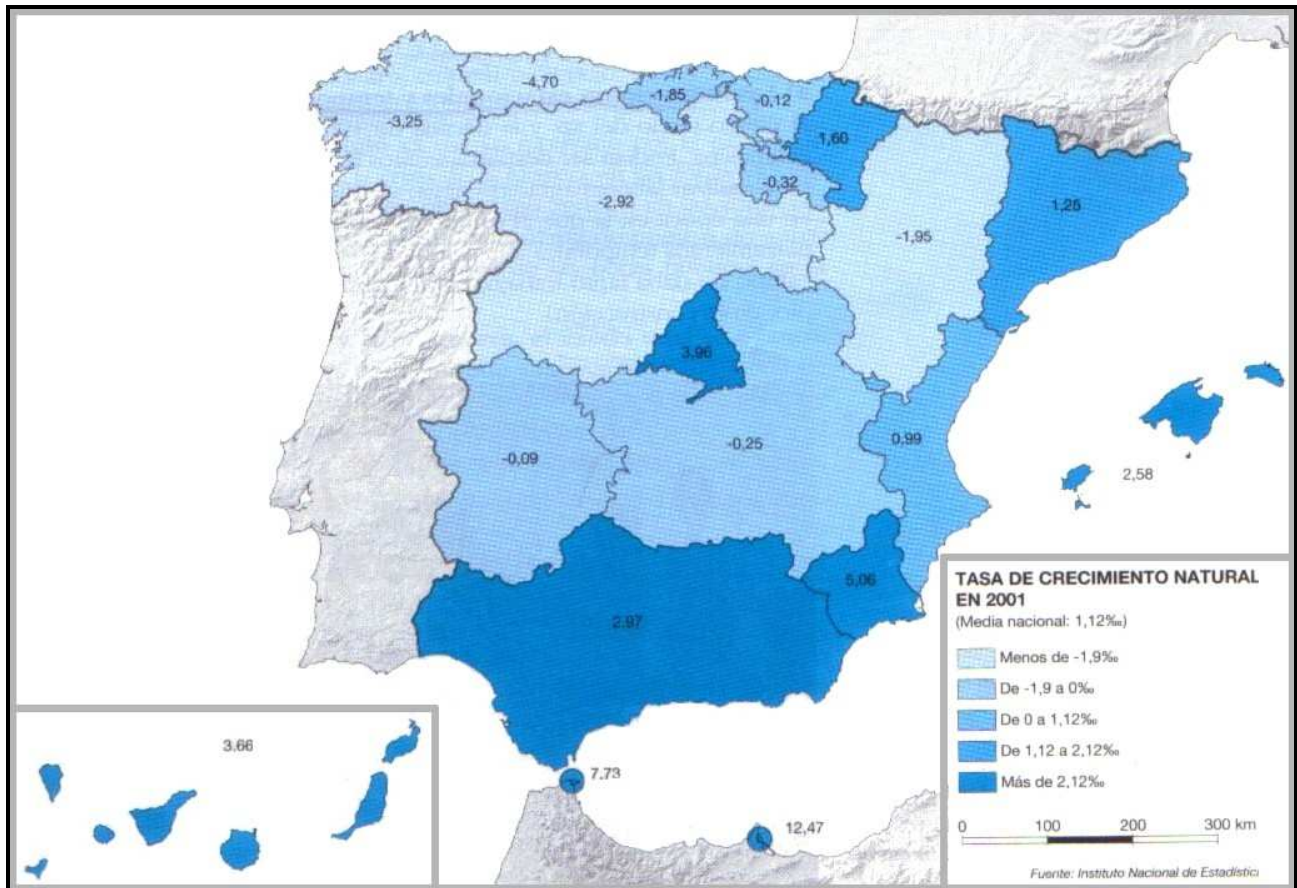 -4,70
-1,85
-0,12
-3,25
1,60
-0,32
-2,92
1,25
-1,95
3,96
-0,25
0,99
-0,09
2,58
5,06
2.97
3.66
7.73
12,47
TASA DE CRECIMIENTO NATURAL
EN 2001
(Media nacional: 1,12‰)
Menos de -1,9‰
De -1,9 a 0‰
De 0 a 1,12‰
De 1,12 a 2,12‰
Más de 2,12‰
0 100 200 300 km
Fuente: Instituto Nacional de Estadístic